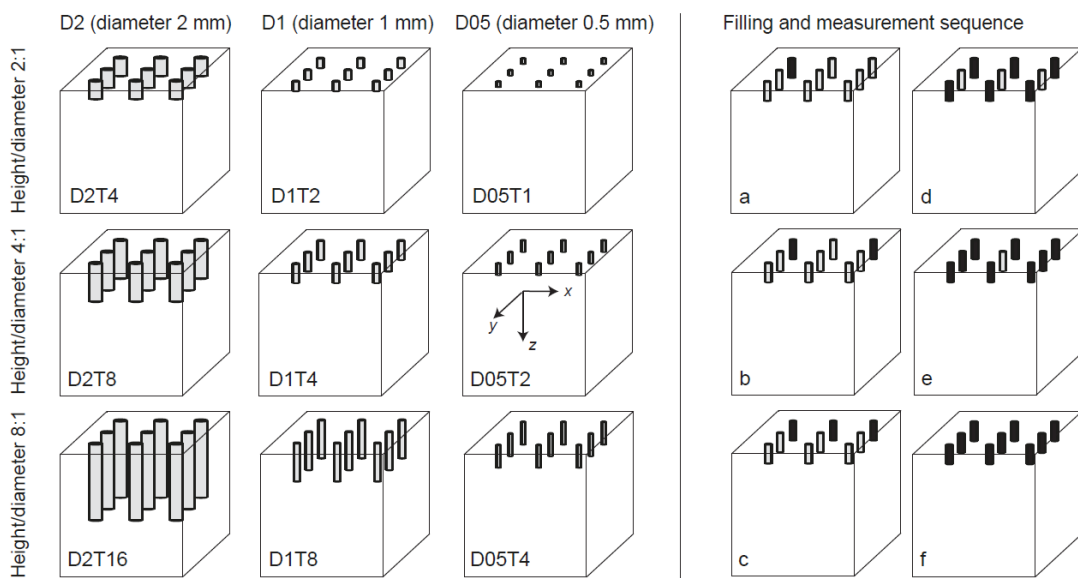 D2 (diameter 2 mm) D1 (diameter 1 mm) D05 (diameter 0.5 mm) Filling and measurement sequence
Height/diameter 2:1
D2T4 D1T2 D05T1 a d
Height/diameter 4:1
x
y
z
D2T8 D1T4 D05T2 b e
Height/diameter 8:1
D2T16 D1T8 D05T4 c f